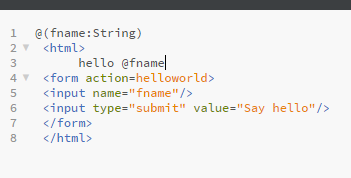 1 @(fname:String)
2 <html>
3 hello @fname
4 <form action=helloworld>
5 <input name="fname"/>
6 <input type="submit" value="Say hello"/>
7 </form>
8 </html>